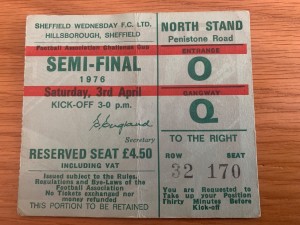 SHEFFIELD WEDNESDAY F.C. LTD.
HILLSBOROUGH, SHEFFIELD
Football Association Challenge Cup
SEMI-FINAL
1976
Saturday, 3rd April
KICK-OFF 3-0 p.m.
Secretary
RESERVED SEAT £4.50
INCLUDING VAT
Issued subject to the Rules,
Regulations and Bye-Laws of the
Football Association
No Tickets exchanged nor
money refunded
THIS PORTION TO BE RETAINED
NORTH STAND
Penistone Road
ENTRANCE
O
GANGWAY
Q
TO THE RIGHT
ROW SEAT
32 170
You are Requested to
Take up your Position
Thirty Minutes Before
Kick-off